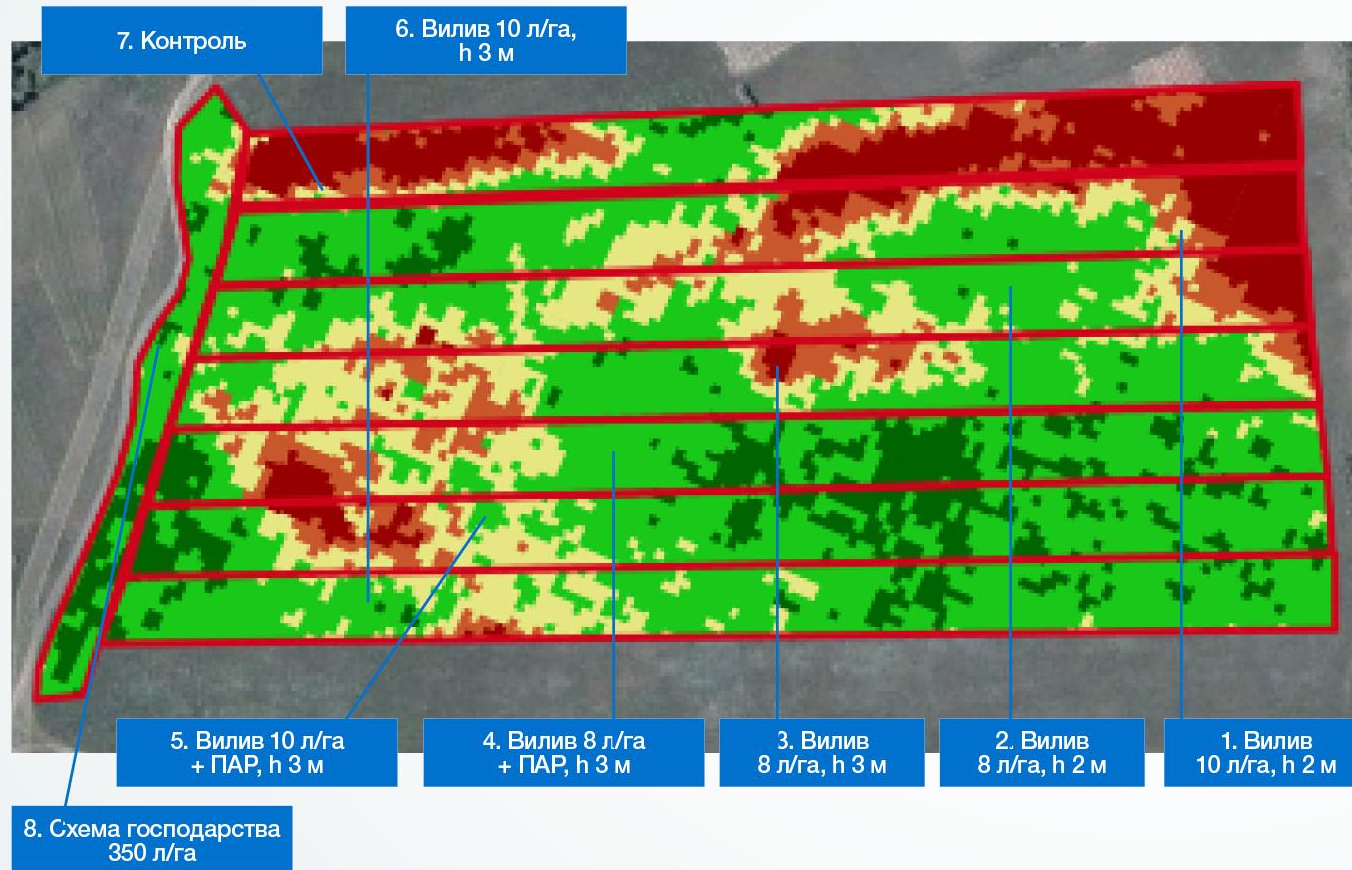 7. Контроль
6. Вилив 10 л/га,
h 3 м
5. Вилив 10 л/га
+ ПАР, h 3 м
4. Вилив 8 л/га
+ ПАР, h 3 м
3. Вилив
8 л/га, h 3 м
2. Вилив
8 л/га, h 2 м
1. Вилив
10 л/га, h 2 м
8. Схема господарства
350 л/га